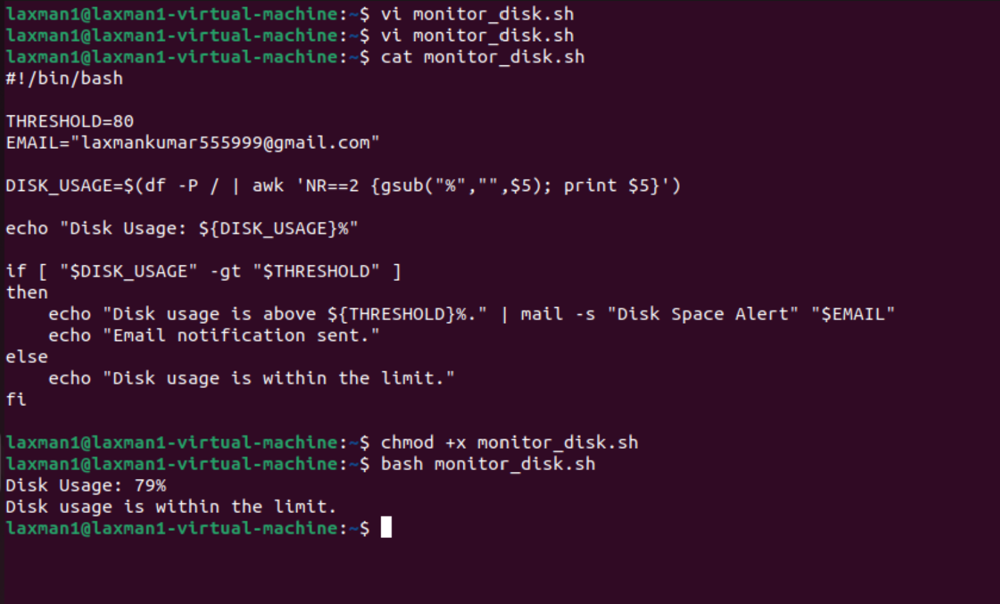 laxman1@laxman1-virtual-machine:~$ vi monitor_disk.sh
laxman1@laxman1-virtual-machine:~$ vi monitor_disk.sh
laxman1@laxman1-virtual-machine:~$ cat monitor_disk.sh
#!/bin/bash

THRESHOLD=80
EMAIL="laxmankumar555999@gmail.com"

DISK_USAGE=$(df -P / | awk 'NR==2 {gsub("%","",$5); print $5}')

echo "Disk Usage: ${DISK_USAGE}%"

if [ "$DISK_USAGE" -gt "$THRESHOLD" ]
then
    echo "Disk usage is above ${THRESHOLD}%." | mail -s "Disk Space Alert" "$EMAIL"
    echo "Email notification sent."
else
    echo "Disk usage is within the limit."
fi

laxman1@laxman1-virtual-machine:~$ chmod +x monitor_disk.sh
laxman1@laxman1-virtual-machine:~$ bash monitor_disk.sh
Disk Usage: 79%
Disk usage is within the limit.
laxman1@laxman1-virtual-machine:~$